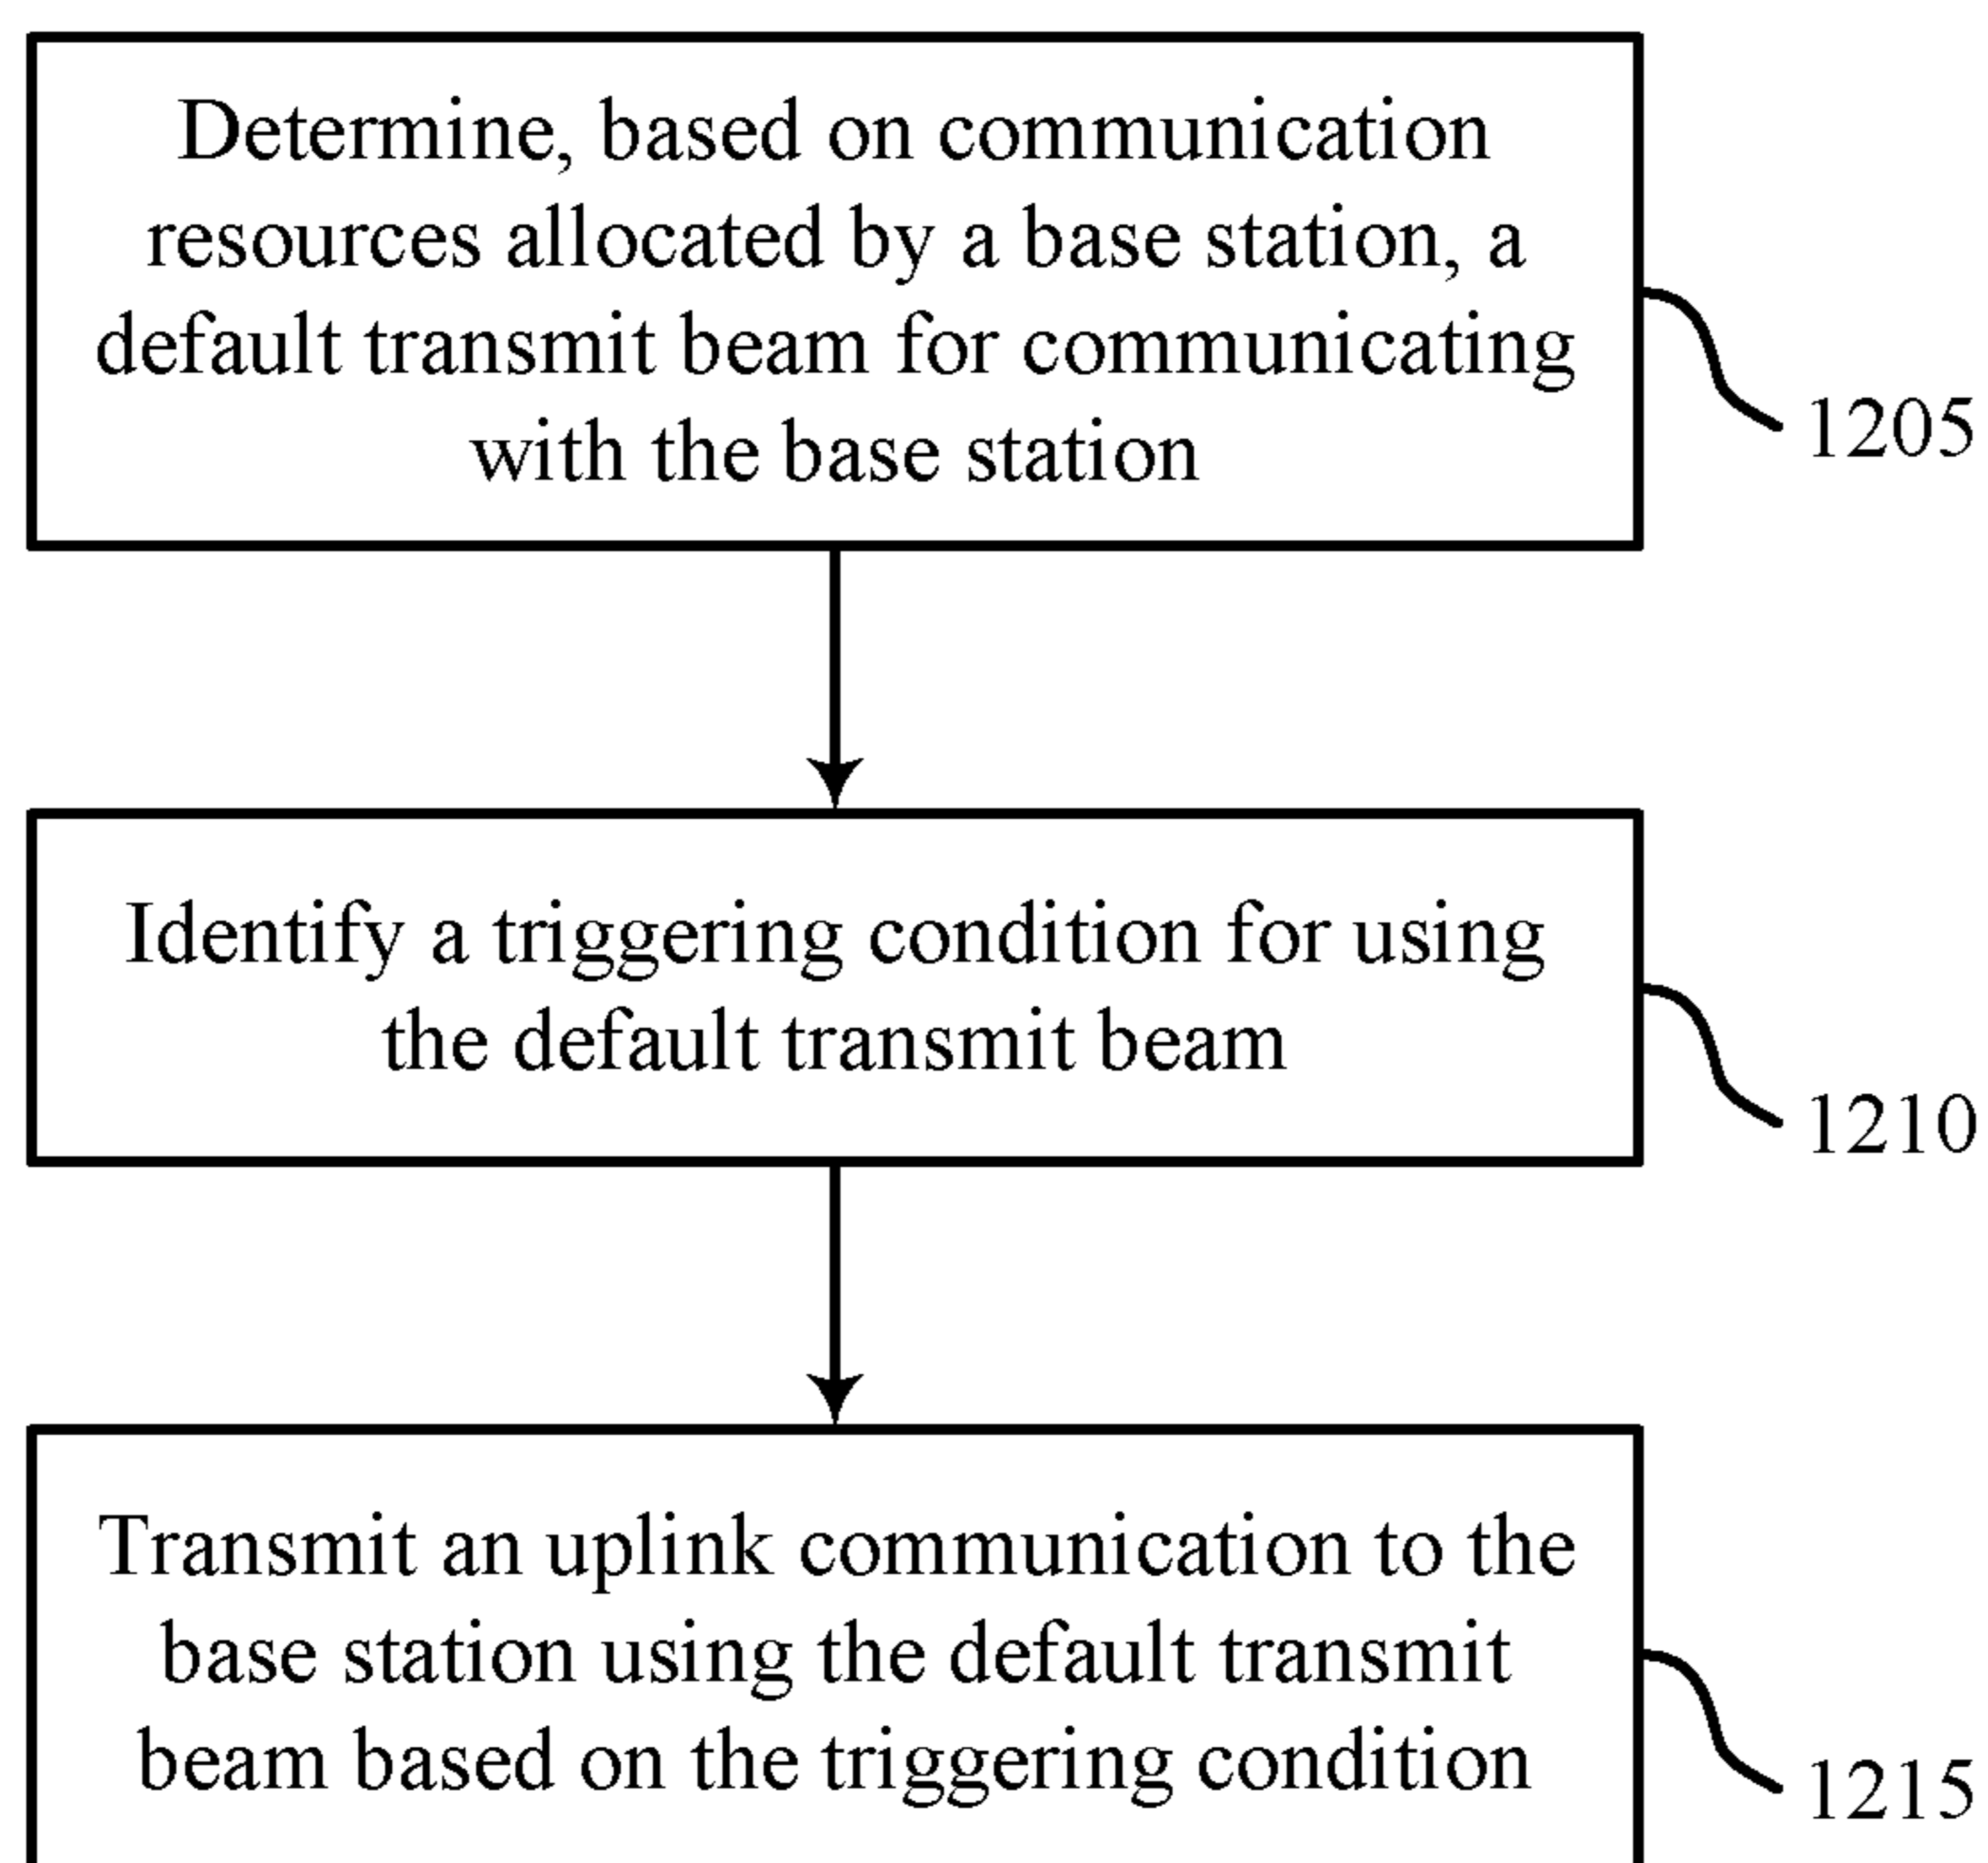 Determine, based on communication
resources allocated by a base station, a
default transmit beam for communicating
with the base station
1205
Identify a triggering condition for using
the default transmit beam
1210
Transmit an uplink communication to the
base station using the default transmit
beam based on the triggering condition
1215